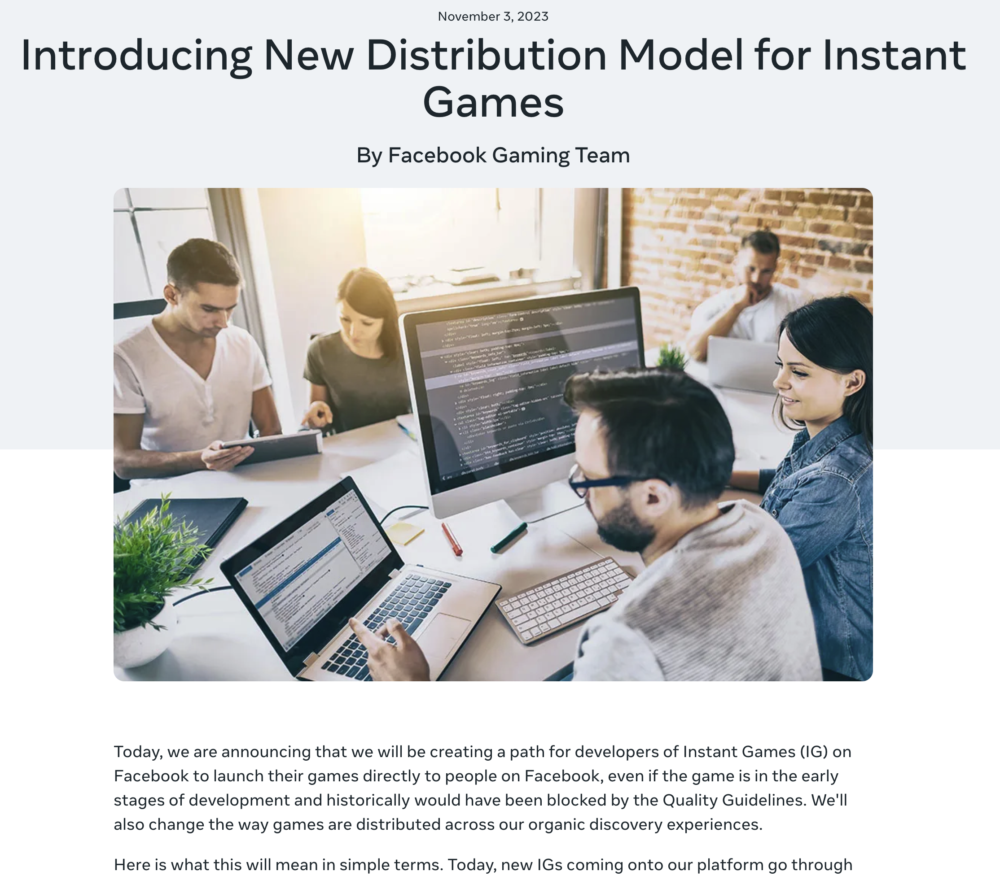 November 3, 2023
Introducing New Distribution Model for Instant
Games
By Facebook Gaming Team
Today, we are announcing that we will be creating a path for developers of Instant Games (IG) on
Facebook to launch their games directly to people on Facebook, even if the game is in the early
stages of development and historically would have been blocked by the Quality Guidelines. We'll
also change the way games are distributed across our organic discovery experiences.
Here is what this will mean in simple terms. Today, new IGs coming onto our platform go through